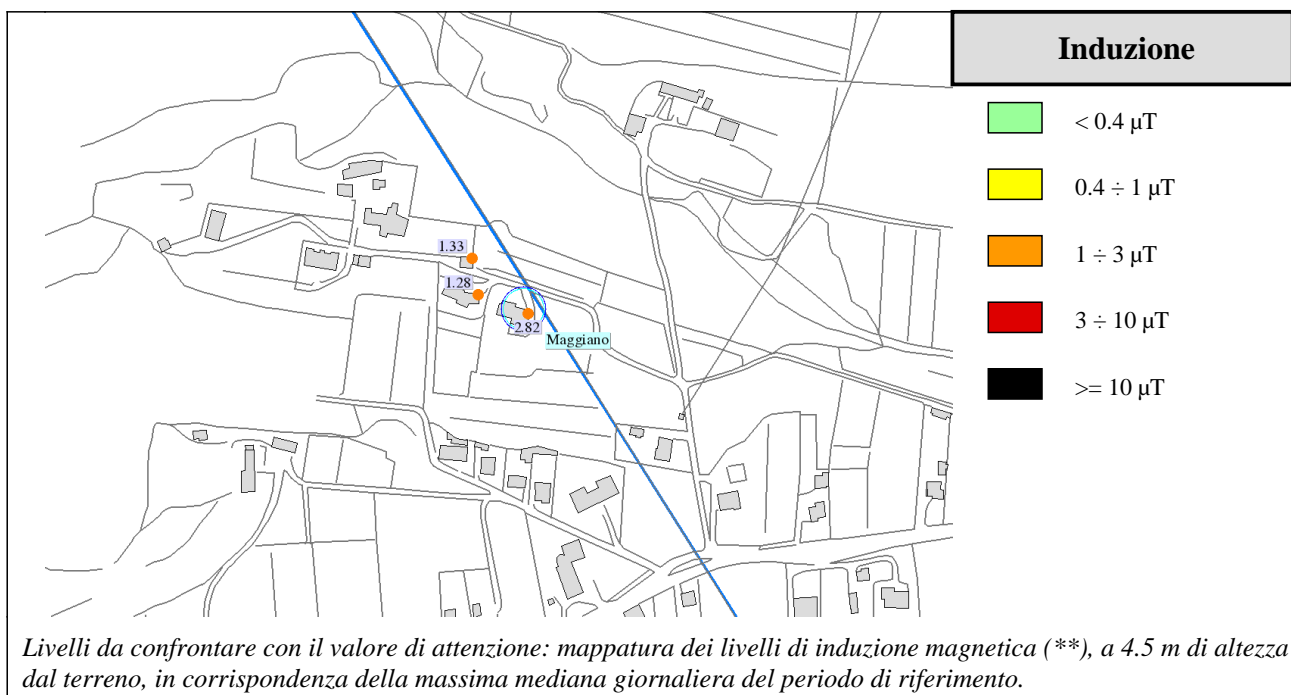 Induzione
< 0.4 µT
0.4 ÷ 1 µT
1 ÷ 3 µT
3 ÷ 10 µT
>= 10 µT
1.33
1.28
2.82
Maggiano
Livelli da confrontare con il valore di attenzione: mappatura dei livelli di induzione magnetica (**), a 4.5 m di altezza
dal terreno, in corrispondenza della massima mediana giornaliera del periodo di riferimento.